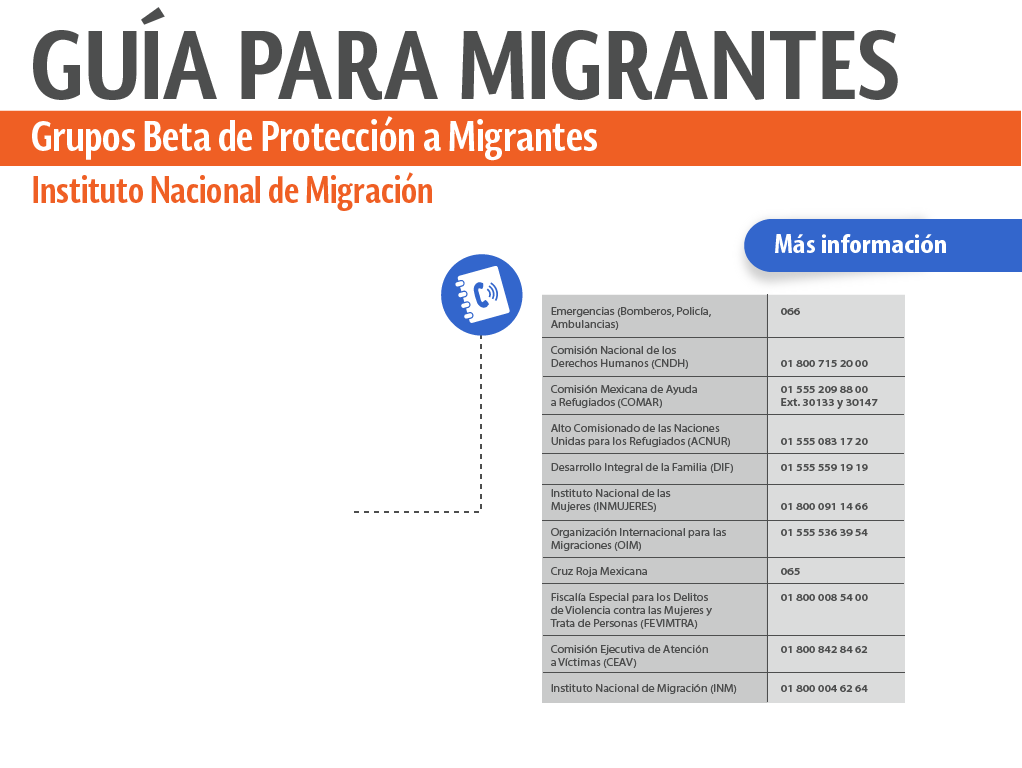 GUÍA PARA MIGRANTES
Grupos Beta de Protección a Migrantes
Instituto Nacional de Migración
Más información
Emergencias (Bomberos, Policía,
Ambulancias)
066
Comisión Nacional de los
Derechos Humanos (CNDH)
01 800 715 20 00
Comisión Mexicana de Ayuda
a Refugiados (COMAR)
01 555 209 88 00
Ext. 30133 y 30147
Alto Comisionado de las Naciones
Unidas para los Refugiados (ACNUR)
01 555 083 17 20
Desarrollo Integral de la Familia (DIF)
01 555 559 19 19
Instituto Nacional de las
Mujeres (INMUJERES)
01 800 091 14 66
Organización Internacional para las
Migraciones (OIM)
01 555 536 39 54
Cruz Roja Mexicana
065
Fiscalía Especial para los Delitos
de Violencia contra las Mujeres y
Trata de Personas (FEVIMTRA)
01 800 008 54 00
Comisión Ejecutiva de Atención
a Víctimas (CEAV)
01 800 842 84 62
Instituto Nacional de Migración (INM)
01 800 004 62 64